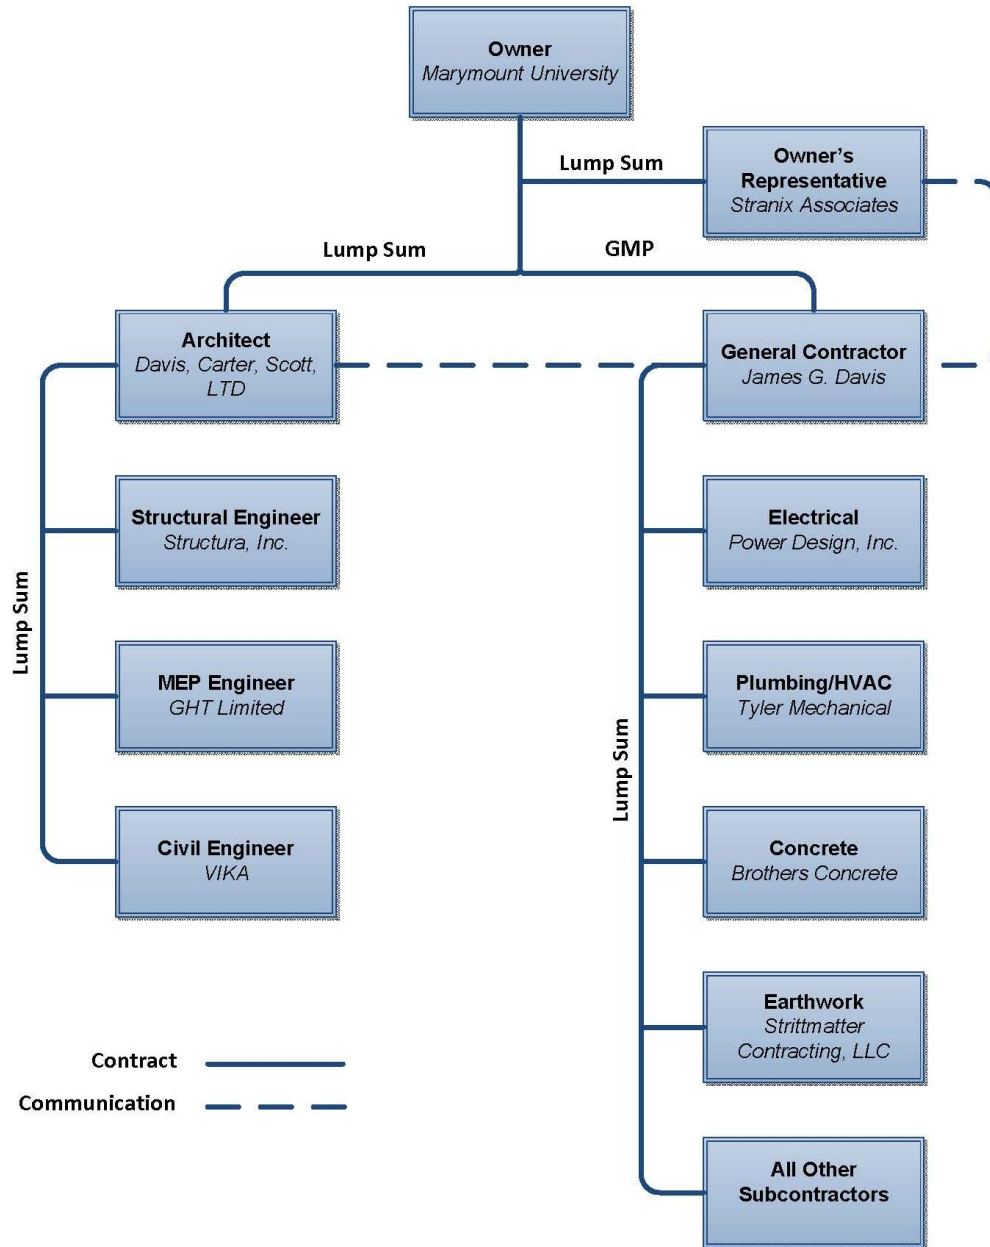 Owner
Marymount University
Lump Sum
Owner's
Representative
Stranix Associates
Lump Sum
GMP
Architect
Davis, Carter, Scott,
LTD
General Contractor
James G. Davis
Structural Engineer
Structura, Inc.
Electrical
Power Design, Inc.
Lump Sum
MEP Engineer
GHT Limited
Plumbing/HVAC
Tyler Mechanical
Lump Sum
Civil Engineer
VIKA
Concrete
Brothers Concrete
Earthwork
Strittmatter
Contracting, LLC
Contract
Communication
All Other
Subcontractors